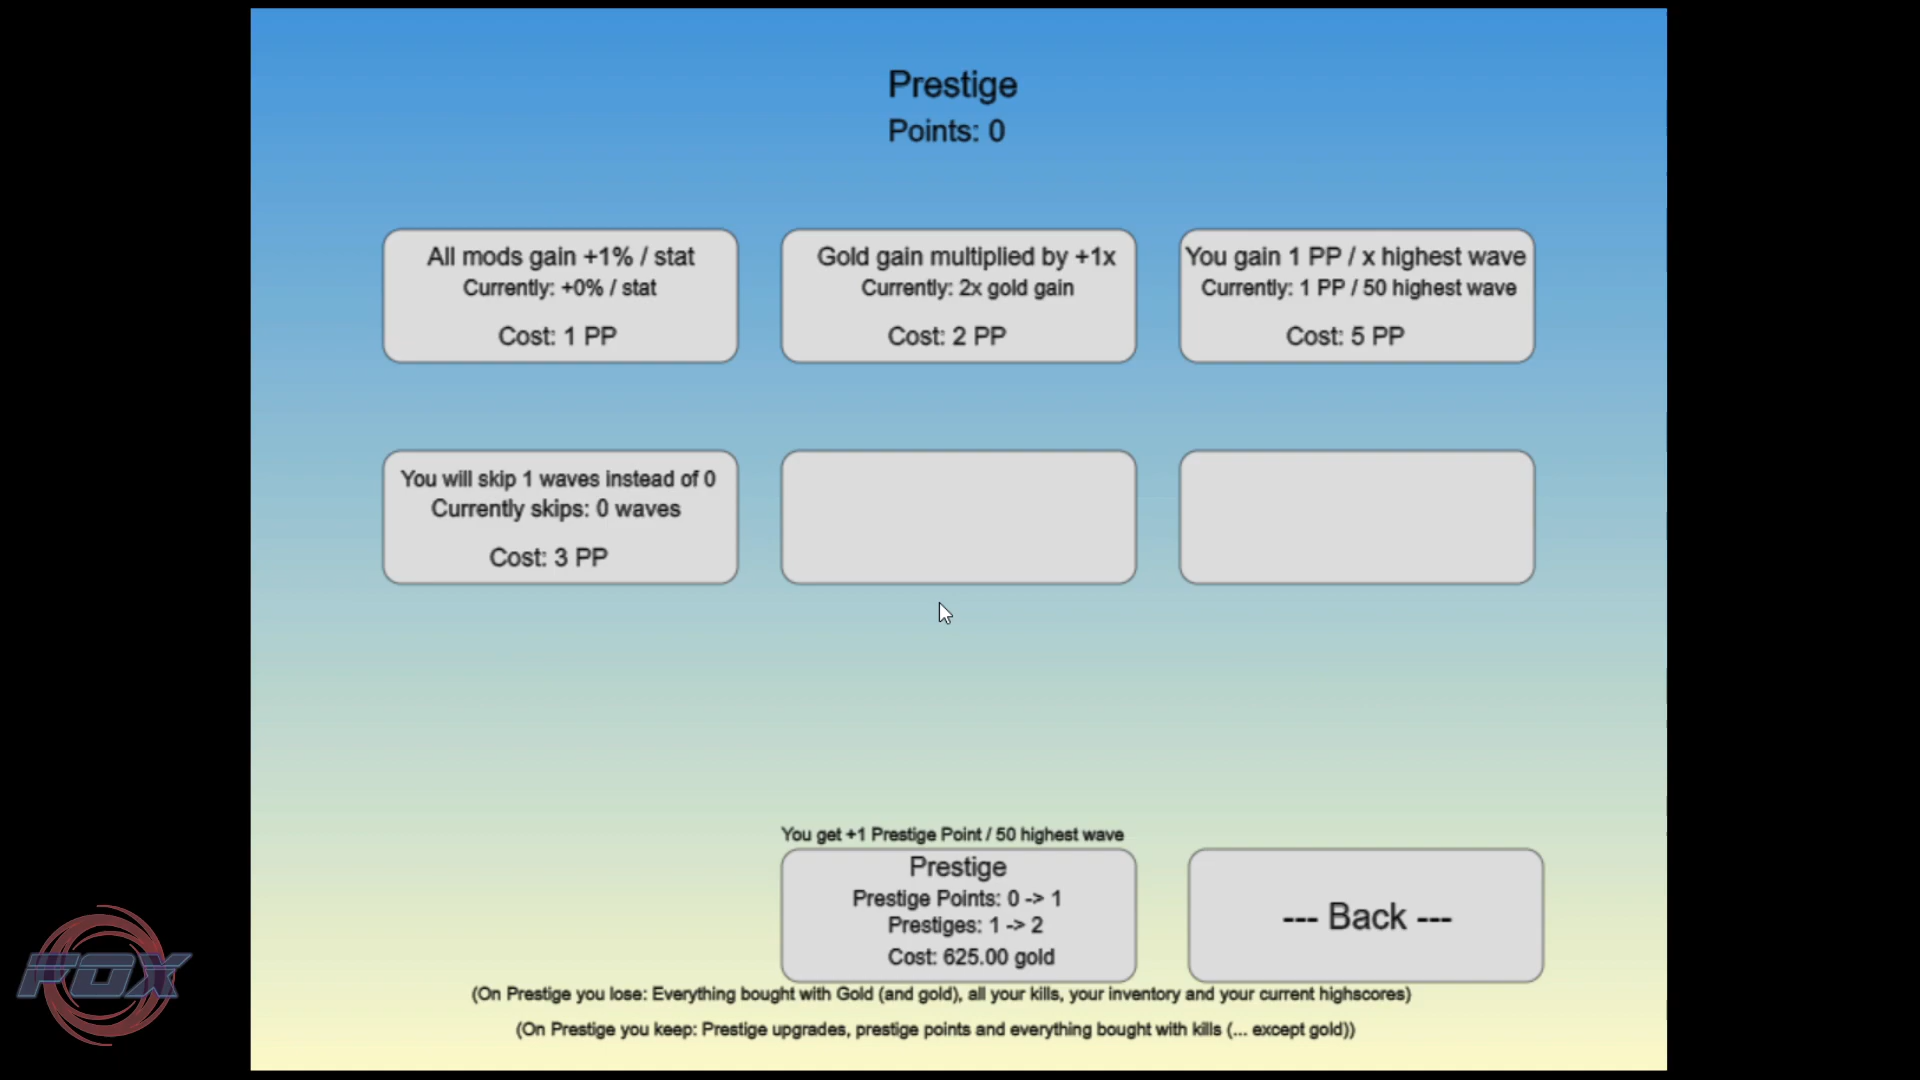 Prestige
Points: 0
All mods gain +1% / stat
Currently: +0% / stat
Cost: 1 PP
Gold gain multiplied by +1x
Currently: 2x gold gain
Cost: 2 PP
You gain 1 PP / x highest wave
Currently: 1 PP / 50 highest wave
Cost: 5 PP
You will skip 1 waves instead of 0
Currently skips: 0 waves
Cost: 3 PP
You get +1 Prestige Point / 50 highest wave
Prestige
Prestige Points: 0 -> 1
Prestiges: 1 -> 2
Cost: 625.00 gold
--- Back ---
(On Prestige you lose: Everything bought with Gold (and gold), all your kills, your inventory and your current highscores)
(On Prestige you keep: Prestige upgrades, prestige points and everything bought with kills (... except gold))
FOX